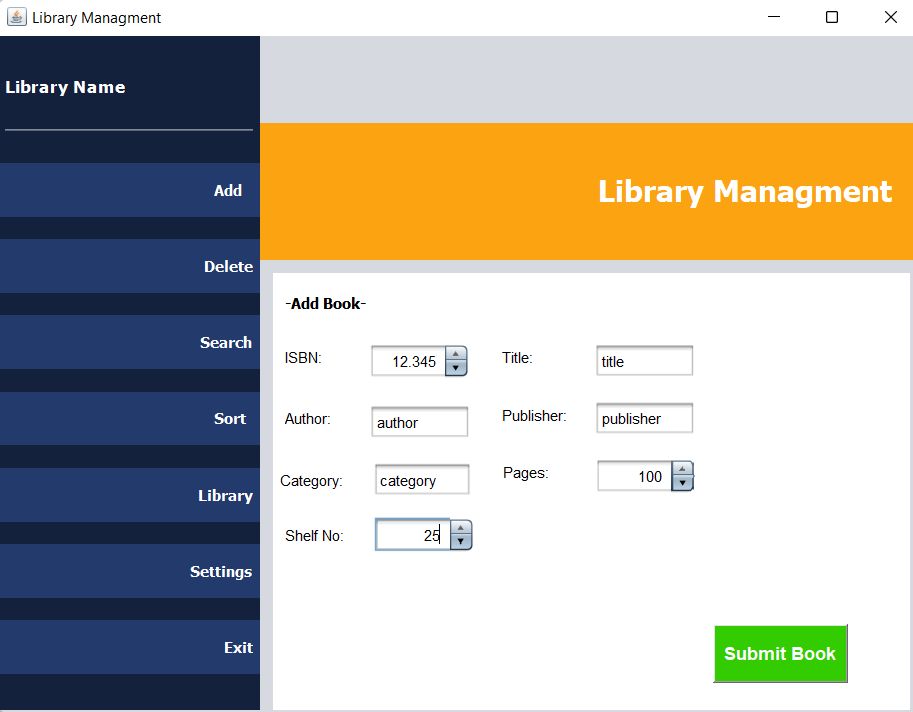 Library Managment
Library Name
Add
Delete
Search
Sort
Library
Settings
Exit
Library Managment
-Add Book-
ISBN: 12.345 Title: title
Author: author Publisher: publisher
Category: category Pages: 100
Shelf No: 25
Submit Book